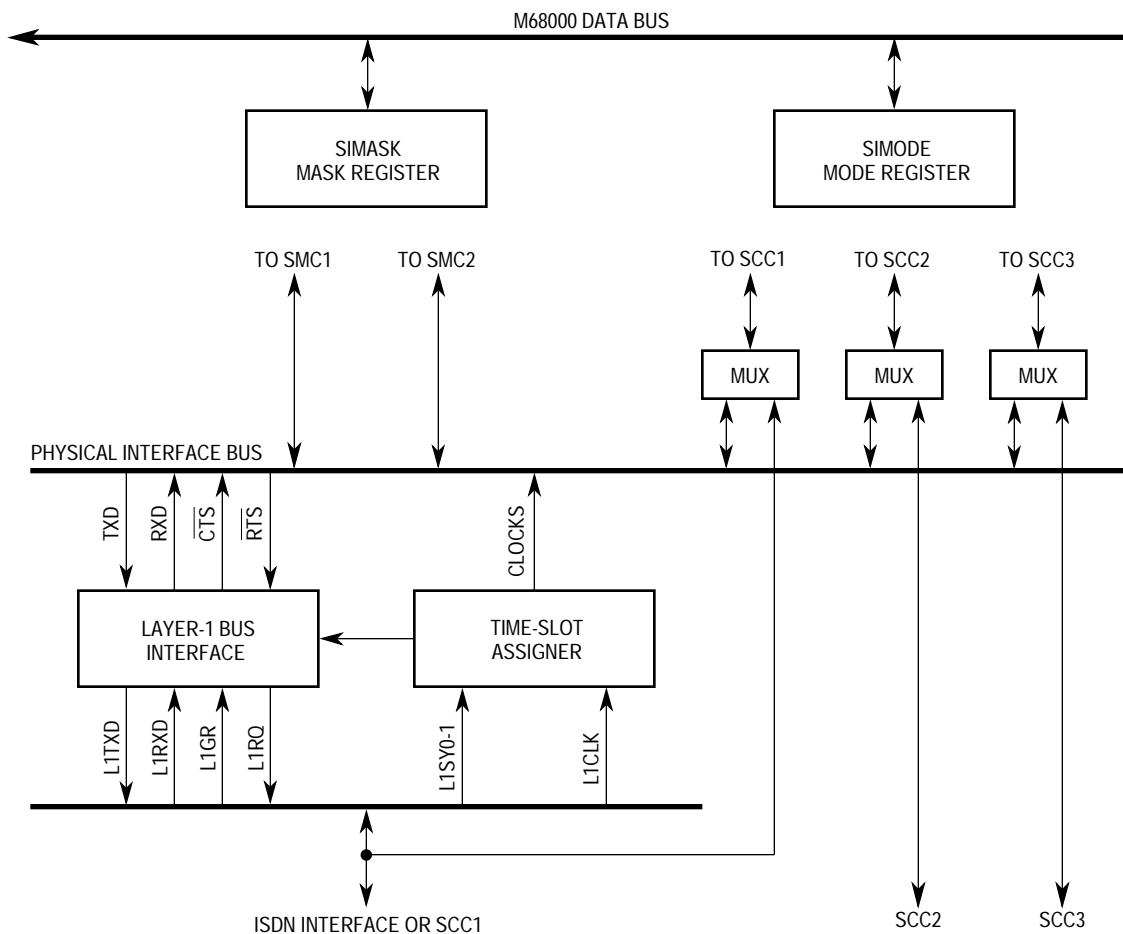 M68000 DATA BUS
SIMASK
MASK REGISTER
SIMODE
MODE REGISTER
TO SMC1
TO SMC2
TO SCC1
TO SCC2
TO SCC3
MUX
MUX
MUX
PHYSICAL INTERFACE BUS
TXD
RXD
CTS
RTS
CLOCKS
LAYER-1 BUS
INTERFACE
TIME-SLOT
ASSIGNER
L1TXD
L1RXD
L1GR
L1RQ
L1SY0-1
L1CLK
ISDN INTERFACE OR SCC1
SCC2
SCC3